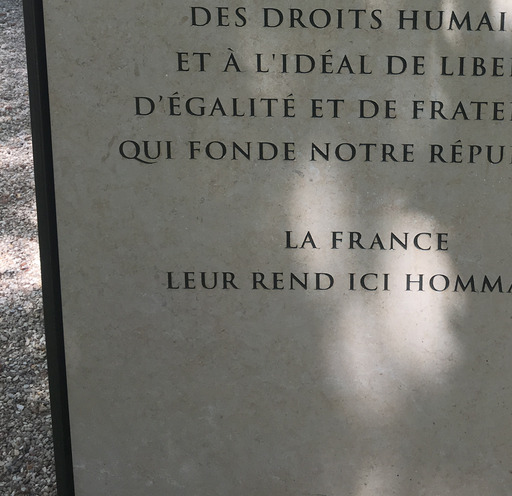 DES DROITS HUMAI
ET À L'IDÉAL DE LIBE
D'ÉGALITÉ ET DE FRATE
QUI FONDE NOTRE RÉPU
LA FRANCE
LEUR REND ICI HOMMA